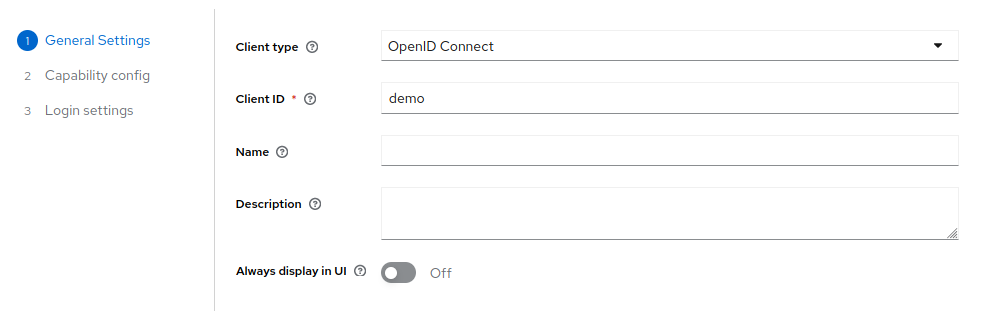 1 General Settings
2 Capability config
3 Login settings
Client type
OpenID Connect
Client ID *
demo
Name
Description
Always display in UI
Off